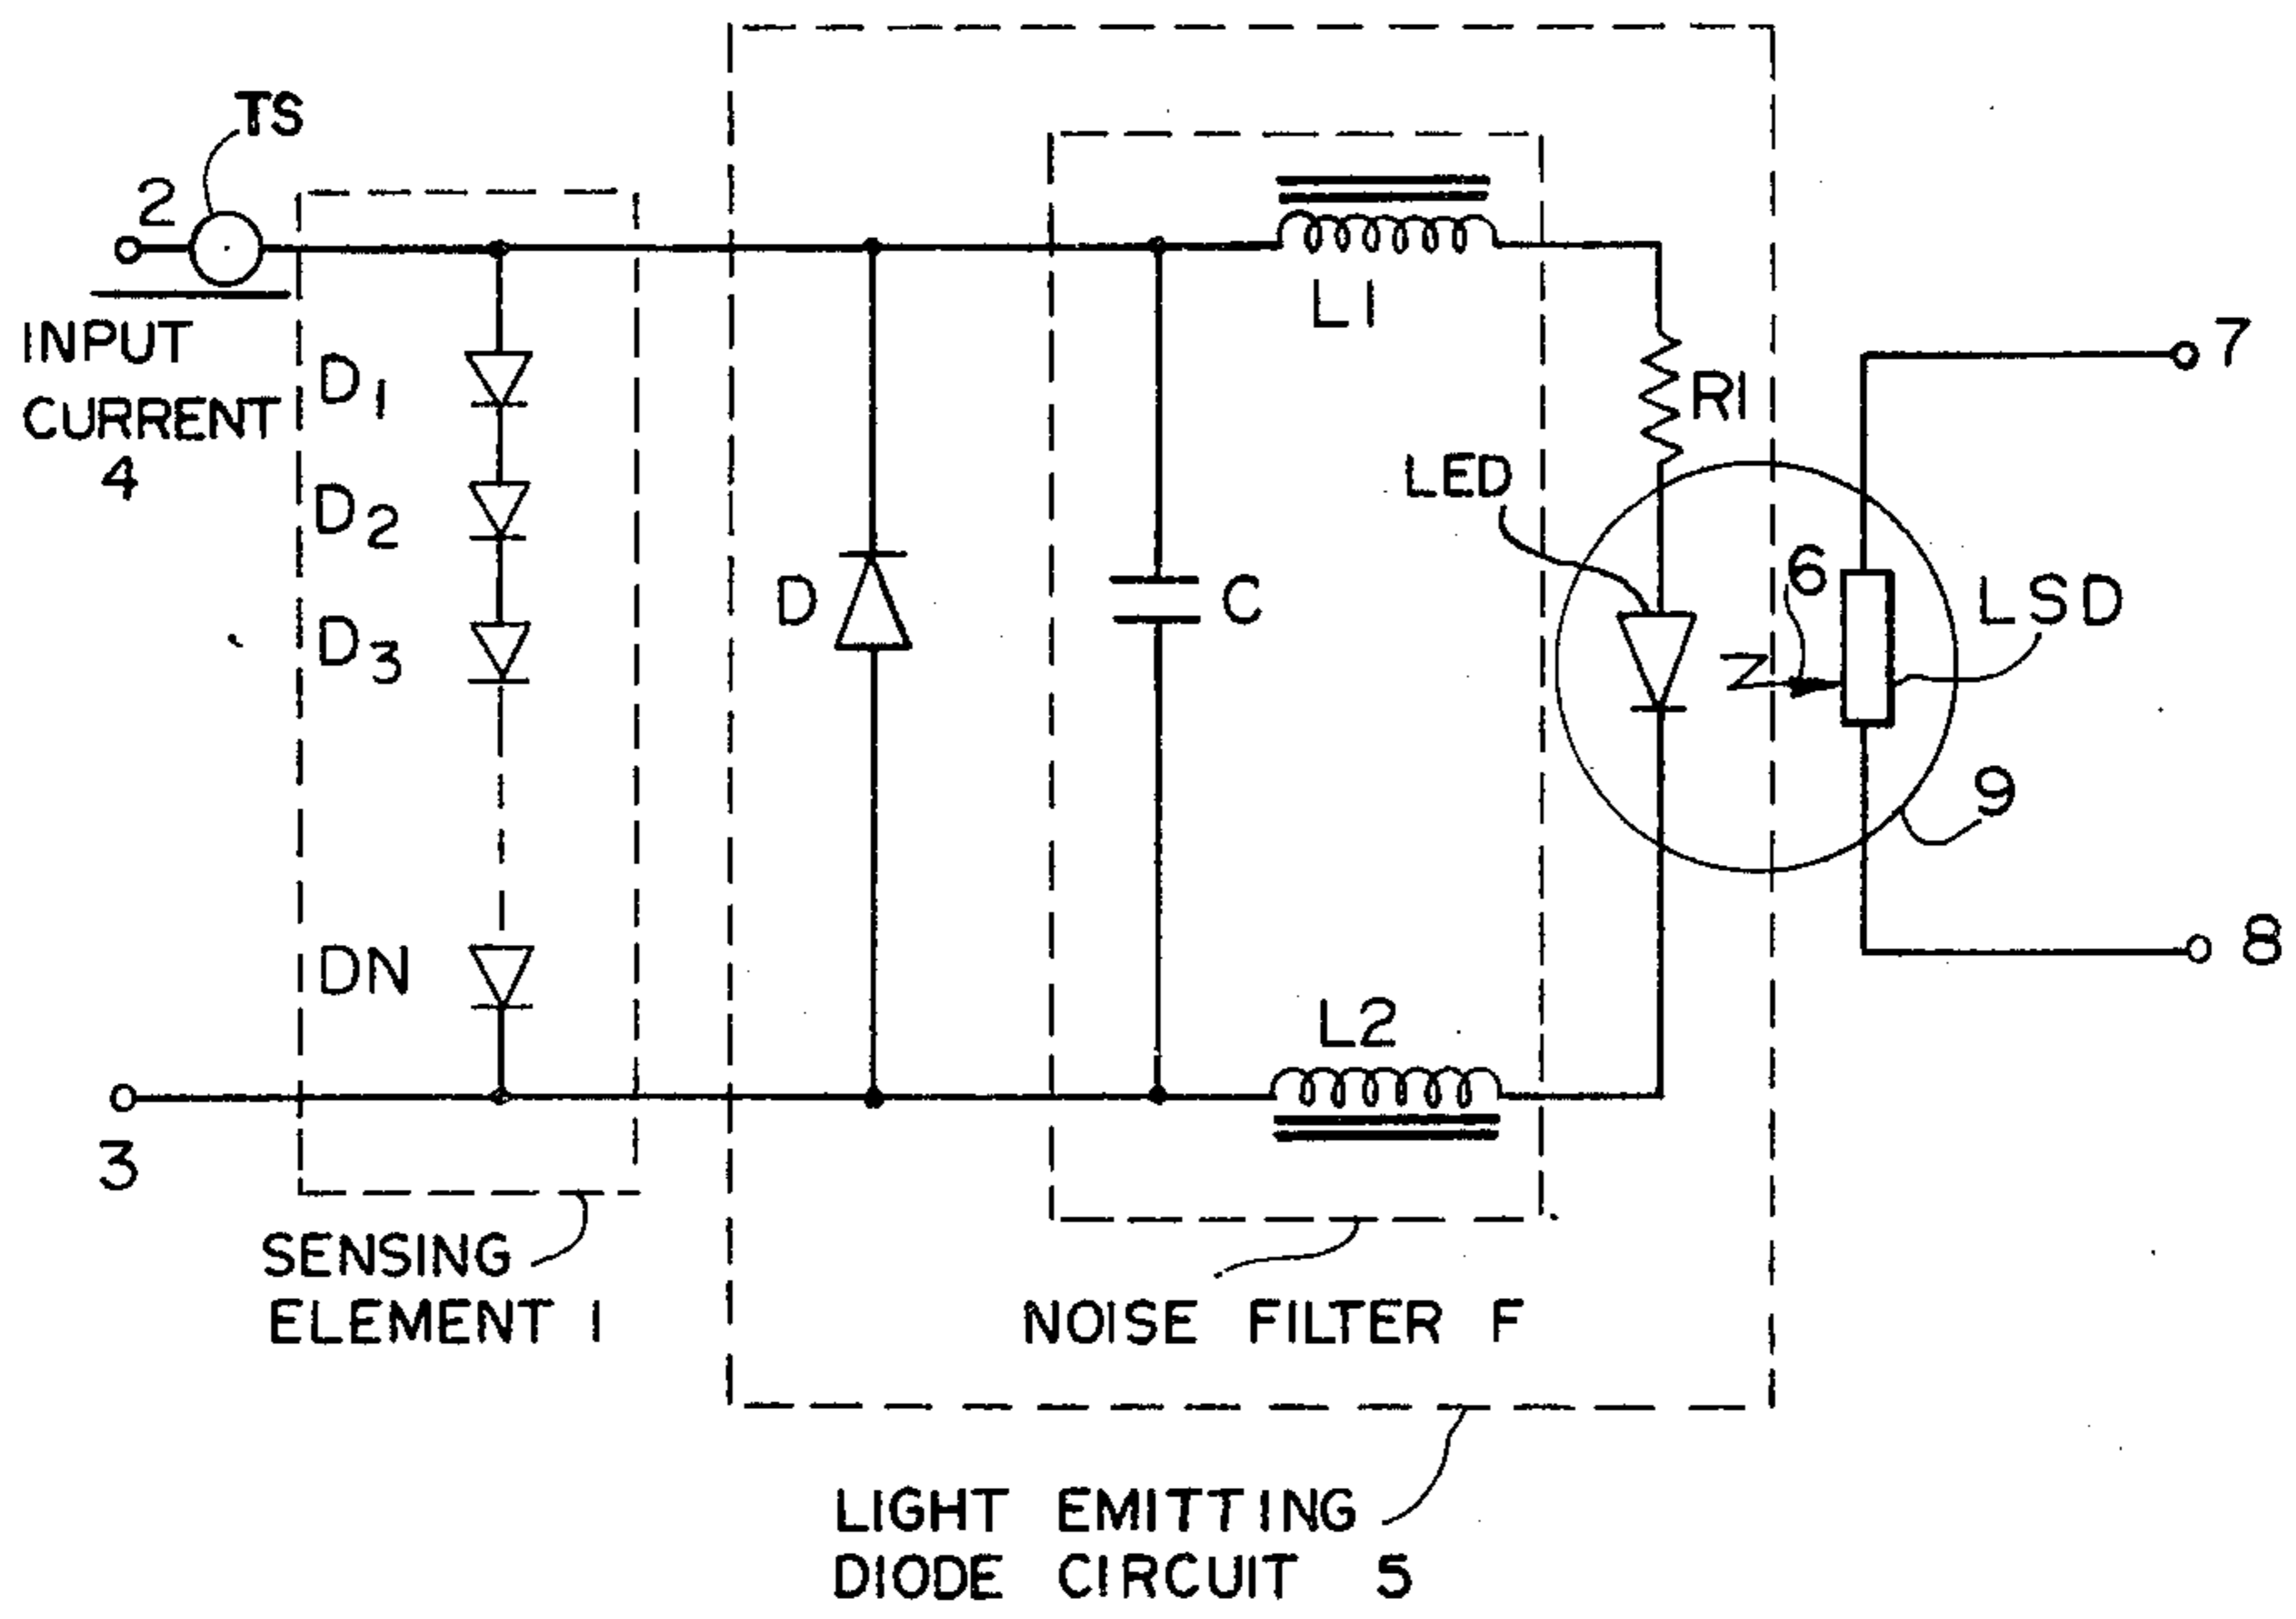 TS
2
INPUT
CURRENT
4
D1
D2
D3
DN
3
SENSING
ELEMENT 1
D
C
L1
L2
R1
LED
6
LSD
9
7
8
NOISE FILTER F
LIGHT EMITTING
DIODE CIRCUIT 5